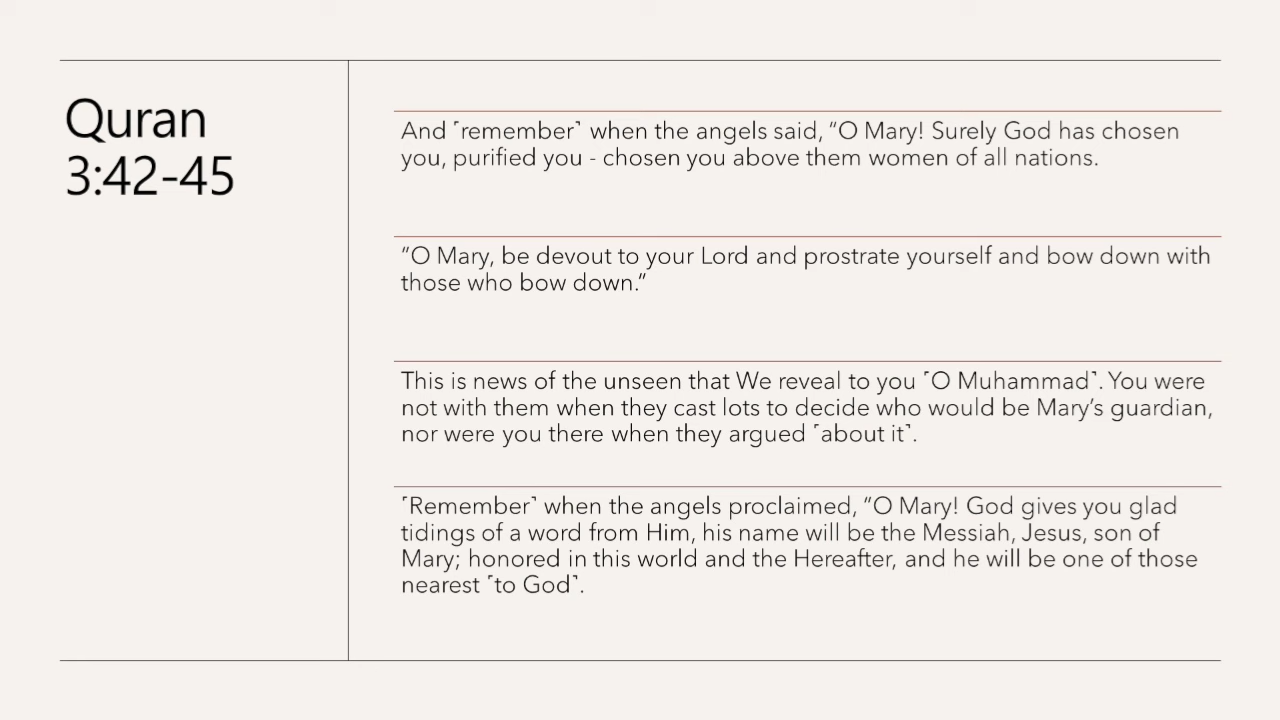 Quran
3:42-45
And ˹remember˺ when the angels said, “O Mary! Surely God has chosen
you, purified you - chosen you above them women of all nations.
“O Mary, be devout to your Lord and prostrate yourself and bow down with
those who bow down.”
This is news of the unseen that We reveal to you ˹O Muhammad˺. You were
not with them when they cast lots to decide who would be Mary’s guardian,
nor were you there when they argued ˹about it˺.
˹Remember˺ when the angels proclaimed, “O Mary! God gives you glad
tidings of a word from Him, his name will be the Messiah, Jesus, son of
Mary; honored in this world and the Hereafter, and he will be one of those
nearest ˹to God˺.